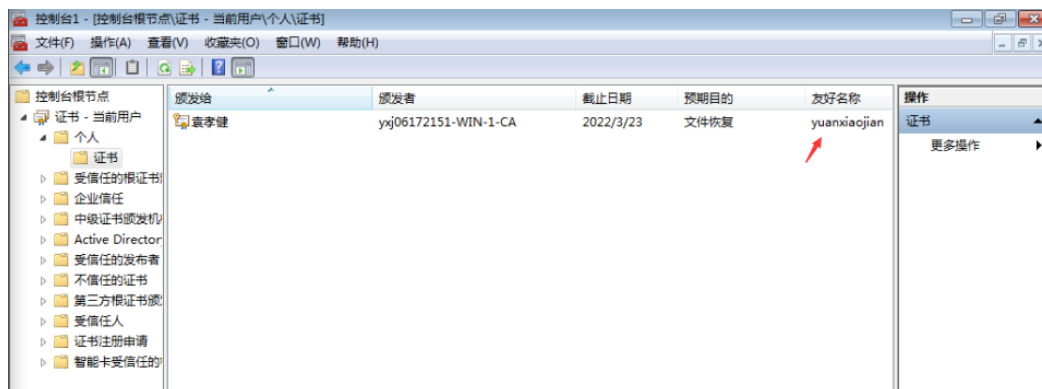 控制台1 - [控制台根节点\证书 - 当前用户\个人\证书]
文件(F) 操作(A) 查看(V) 收藏夹(O) 窗口(W) 帮助(H)
控制台根节点
证书 - 当前用户
个人
证书
受信任的根证书
企业信任
中级证书颁发机
Active Director
受信任的发布者
不信任的证书
第三方根证书颁
受信任人
证书注册申请
智能卡受信任的
颁发给 颁发者 截止日期 预期目的 友好名称
袁孝健 yxj06172151-WIN-1-CA 2022/3/23 文件恢复 yuanxiaojian
操作
证书
更多操作